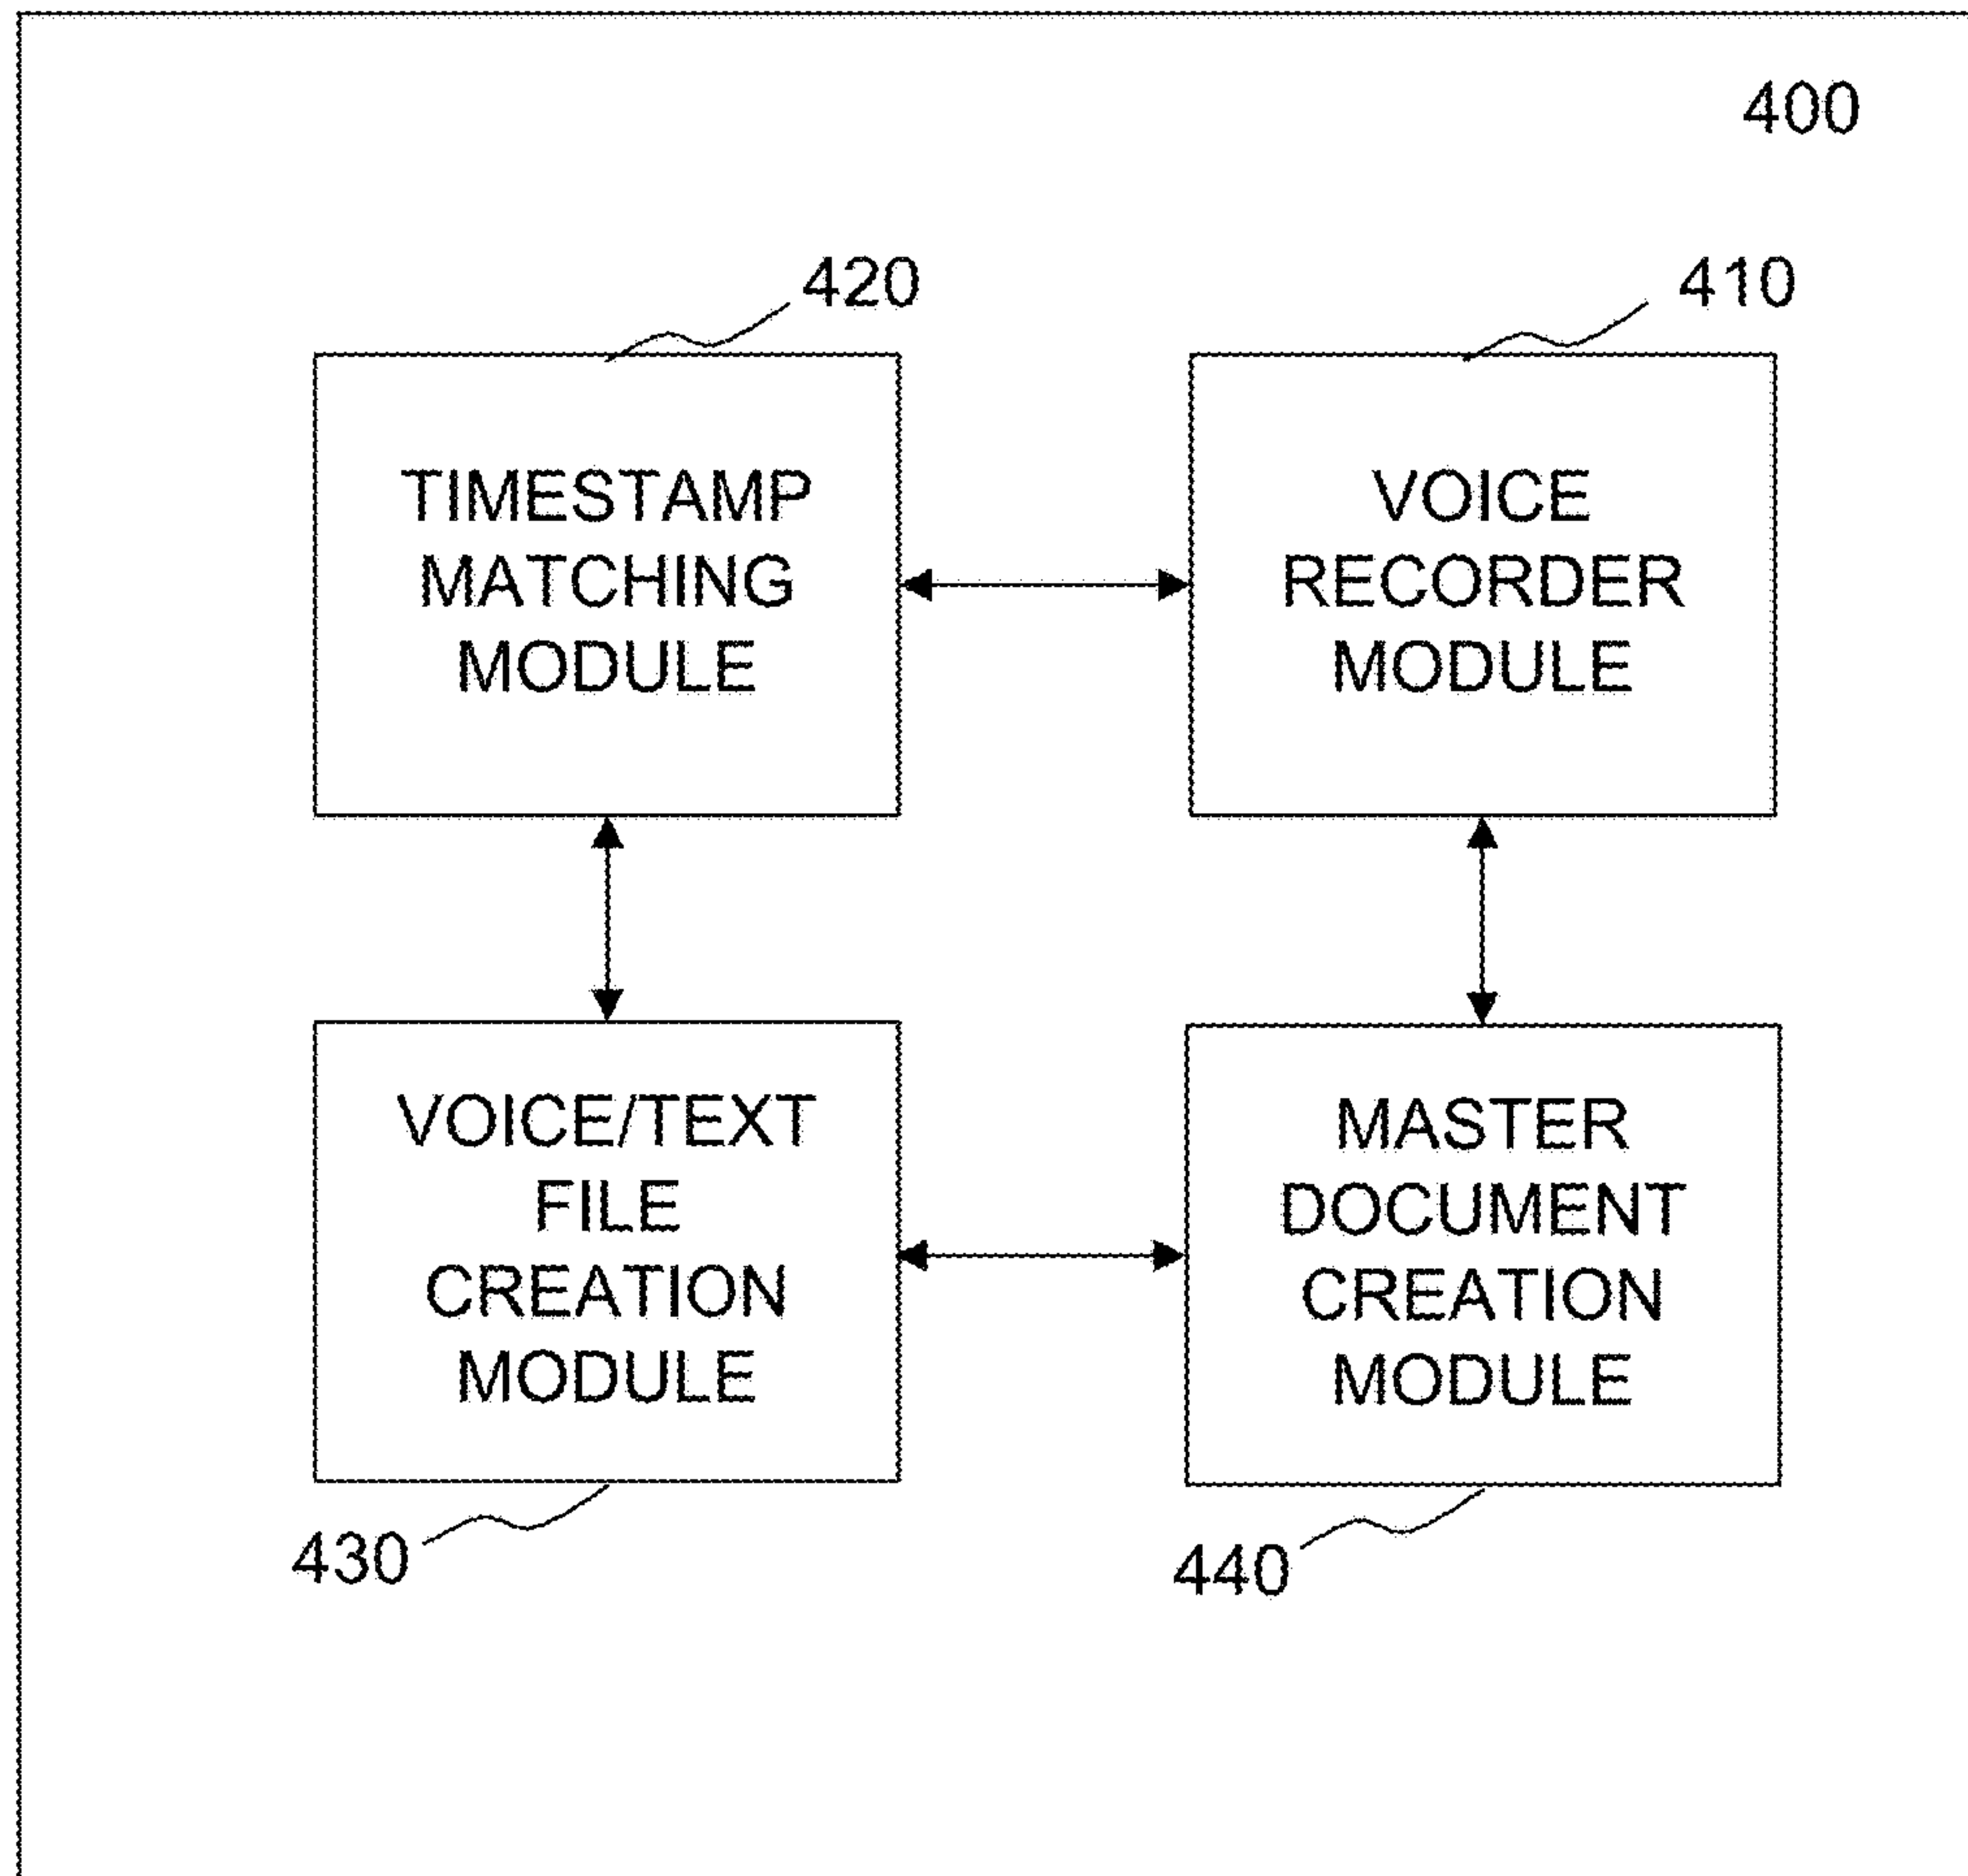 400
420
410
TIMESTAMP
MATCHING
MODULE
VOICE
RECORDER
MODULE
VOICE/TEXT
FILE
CREATION
MODULE
MASTER
DOCUMENT
CREATION
MODULE
430
440